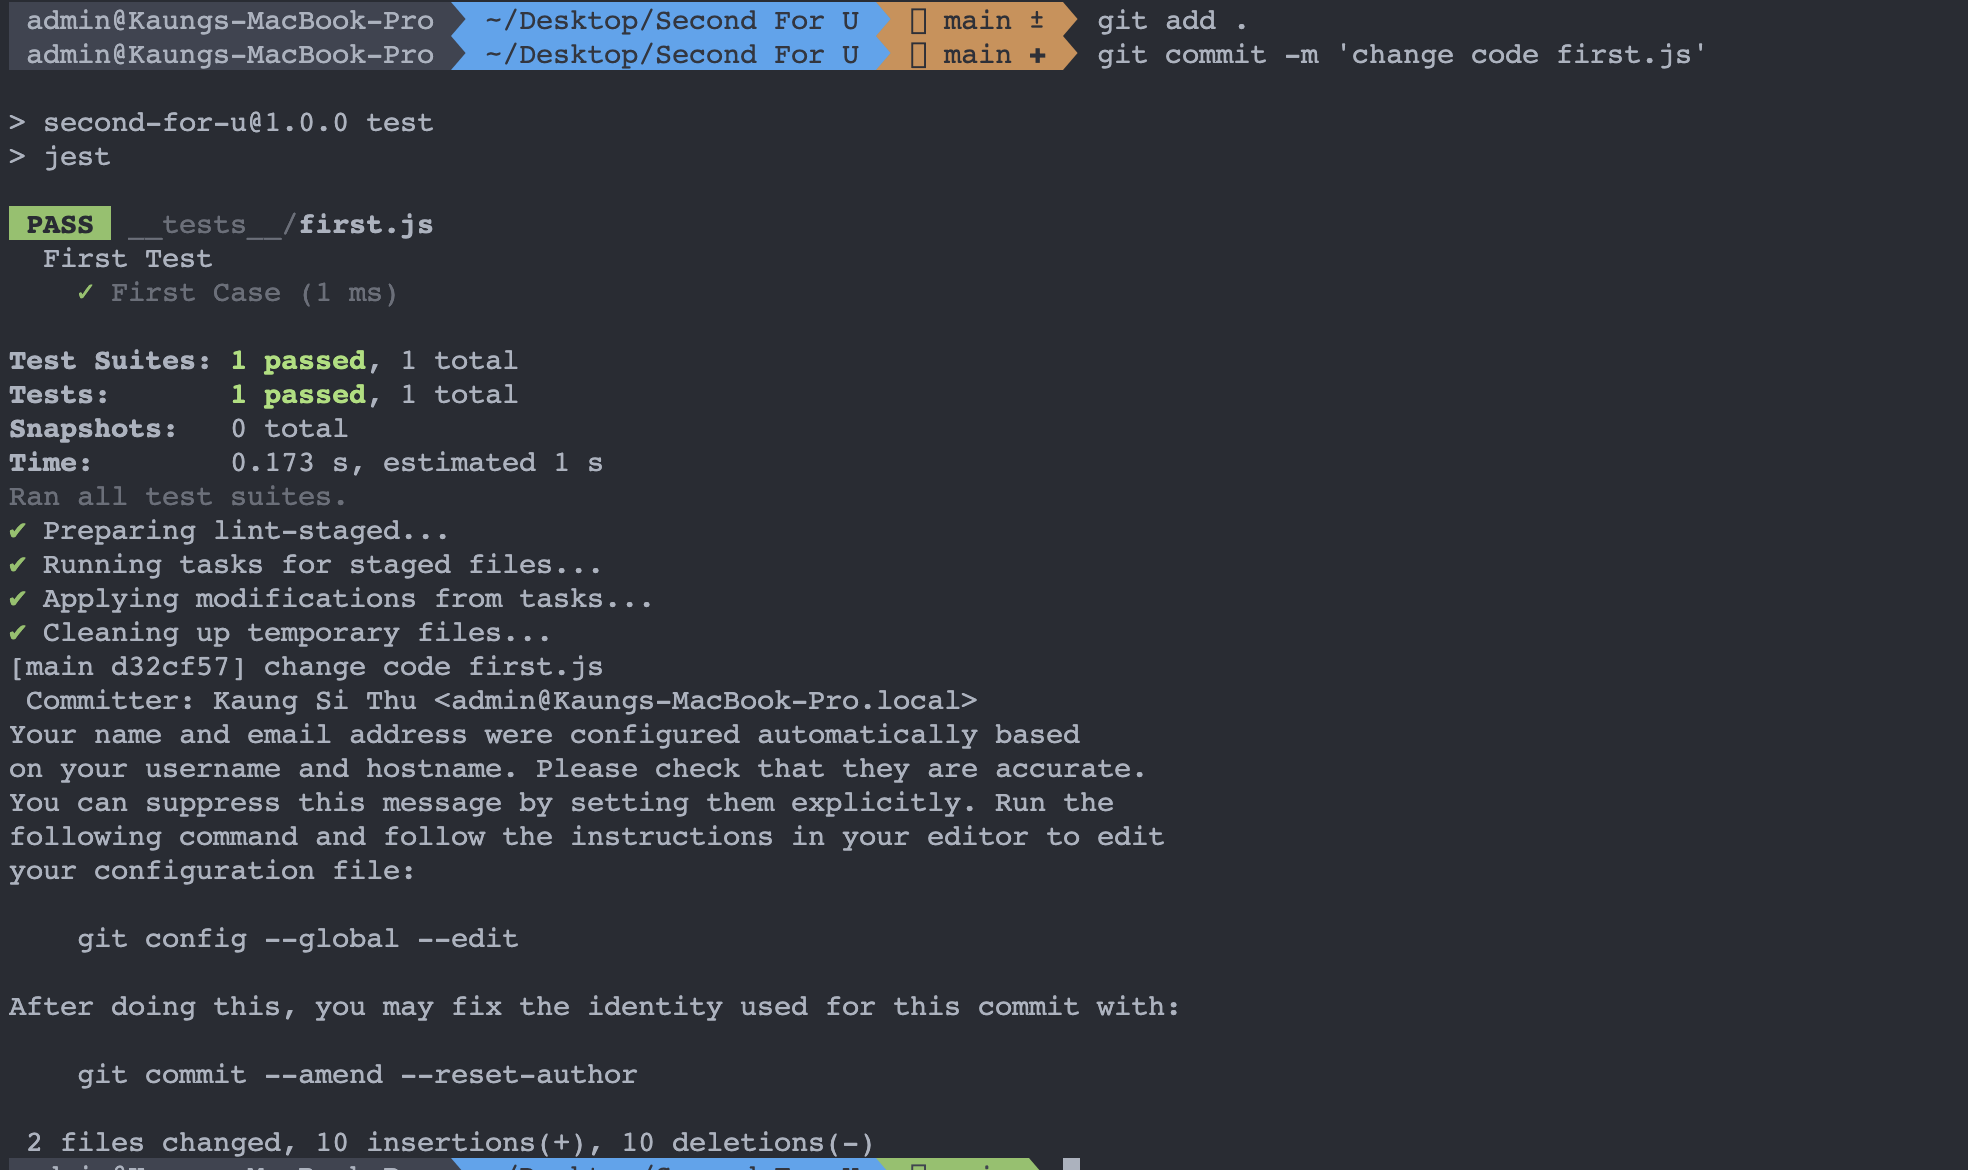 admin@Kaungs-MacBook-Pro ~/Desktop/Second For U main ± git add .
admin@Kaungs-MacBook-Pro ~/Desktop/Second For U main ✚ git commit -m 'change code first.js'
> second-for-u@1.0.0 test
> jest
PASS __tests__/first.js
First Test
✓ First Case (1 ms)
Test Suites: 1 passed, 1 total
Tests: 1 passed, 1 total
Snapshots: 0 total
Time: 0.173 s, estimated 1 s
Ran all test suites.
✔ Preparing lint-staged...
✔ Running tasks for staged files...
✔ Applying modifications from tasks...
✔ Cleaning up temporary files...
[main d32cf57] change code first.js
Committer: Kaung Si Thu <admin@Kaungs-MacBook-Pro.local>
Your name and email address were configured automatically based
on your username and hostname. Please check that they are accurate.
You can suppress this message by setting them explicitly. Run the
following command and follow the instructions in your editor to edit
your configuration file:
git config --global --edit
After doing this, you may fix the identity used for this commit with:
git commit --amend --reset-author
2 files changed, 10 insertions(+), 10 deletions(-)